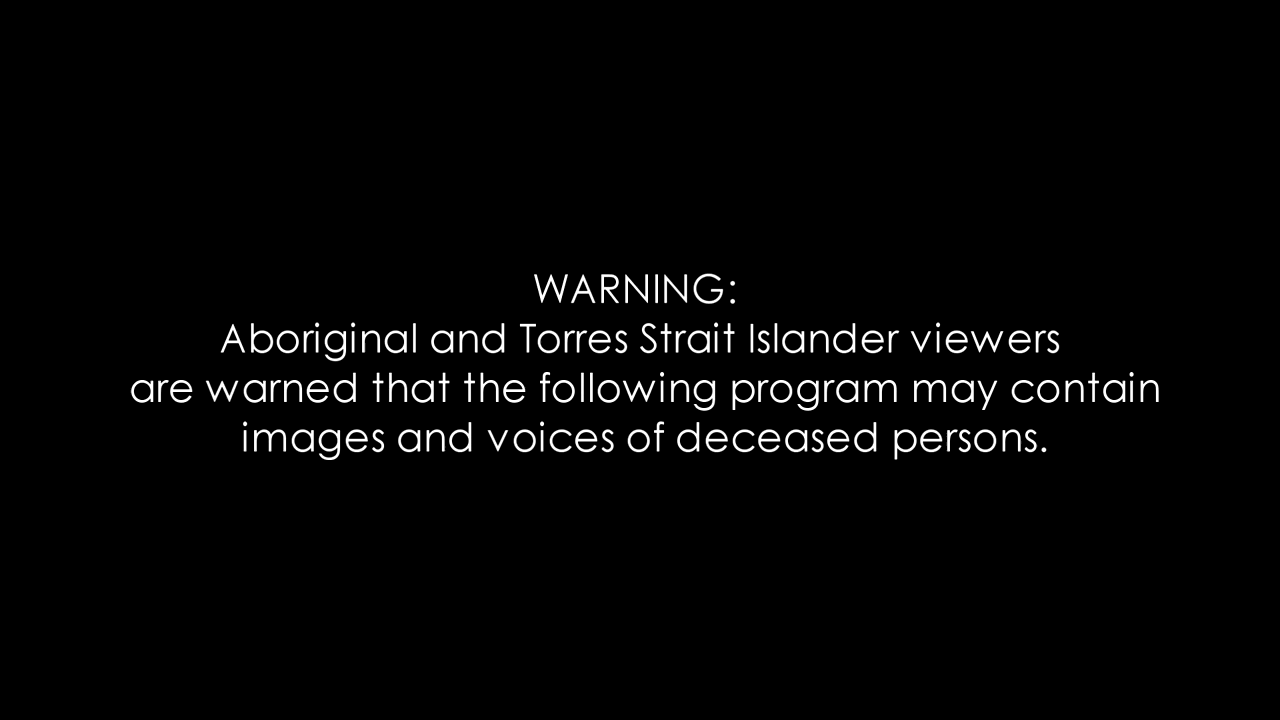 WARNING:
Aboriginal and Torres Strait Islander viewers
are warned that the following program may contain
images and voices of deceased persons.